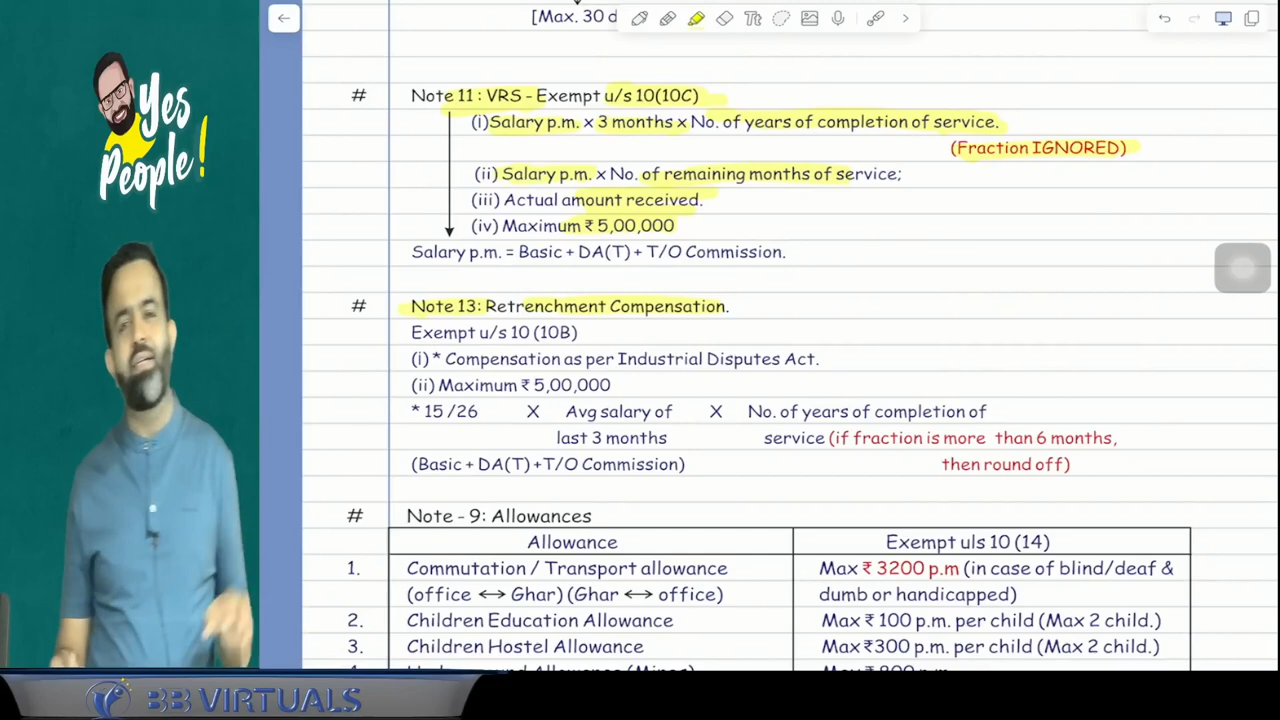 [Max. 30 d
Yes
People!
# Note 11 : VRS - Exempt u/s 10(10C)
(i)Salary p.m. x 3 months x No. of years of completion of service.
(Fraction IGNORED)
(ii) Salary p.m. x No. of remaining months of service;
(iii) Actual amount received.
(iv) Maximum ₹ 5,00,000
Salary p.m. = Basic + DA(T) + T/O Commission.
# Note 13: Retrenchment Compensation.
Exempt u/s 10 (10B)
(i) * Compensation as per Industrial Disputes Act.
(ii) Maximum ₹ 5,00,000
* 15 /26 X Avg salary of X No. of years of completion of
last 3 months service (if fraction is more than 6 months,
(Basic + DA(T) +T/O Commission) then round off)
# Note - 9: Allowances
Allowance Exempt uls 10 (14)
1. Commutation / Transport allowance Max ₹ 3200 p.m (in case of blind/deaf &
(office ↔ Ghar) (Ghar ↔ office) dumb or handicapped)
2. Children Education Allowance Max ₹ 100 p.m. per child (Max 2 child.)
3. Children Hostel Allowance Max ₹300 p.m. per child (Max 2 child.)
BB VIRTUALS